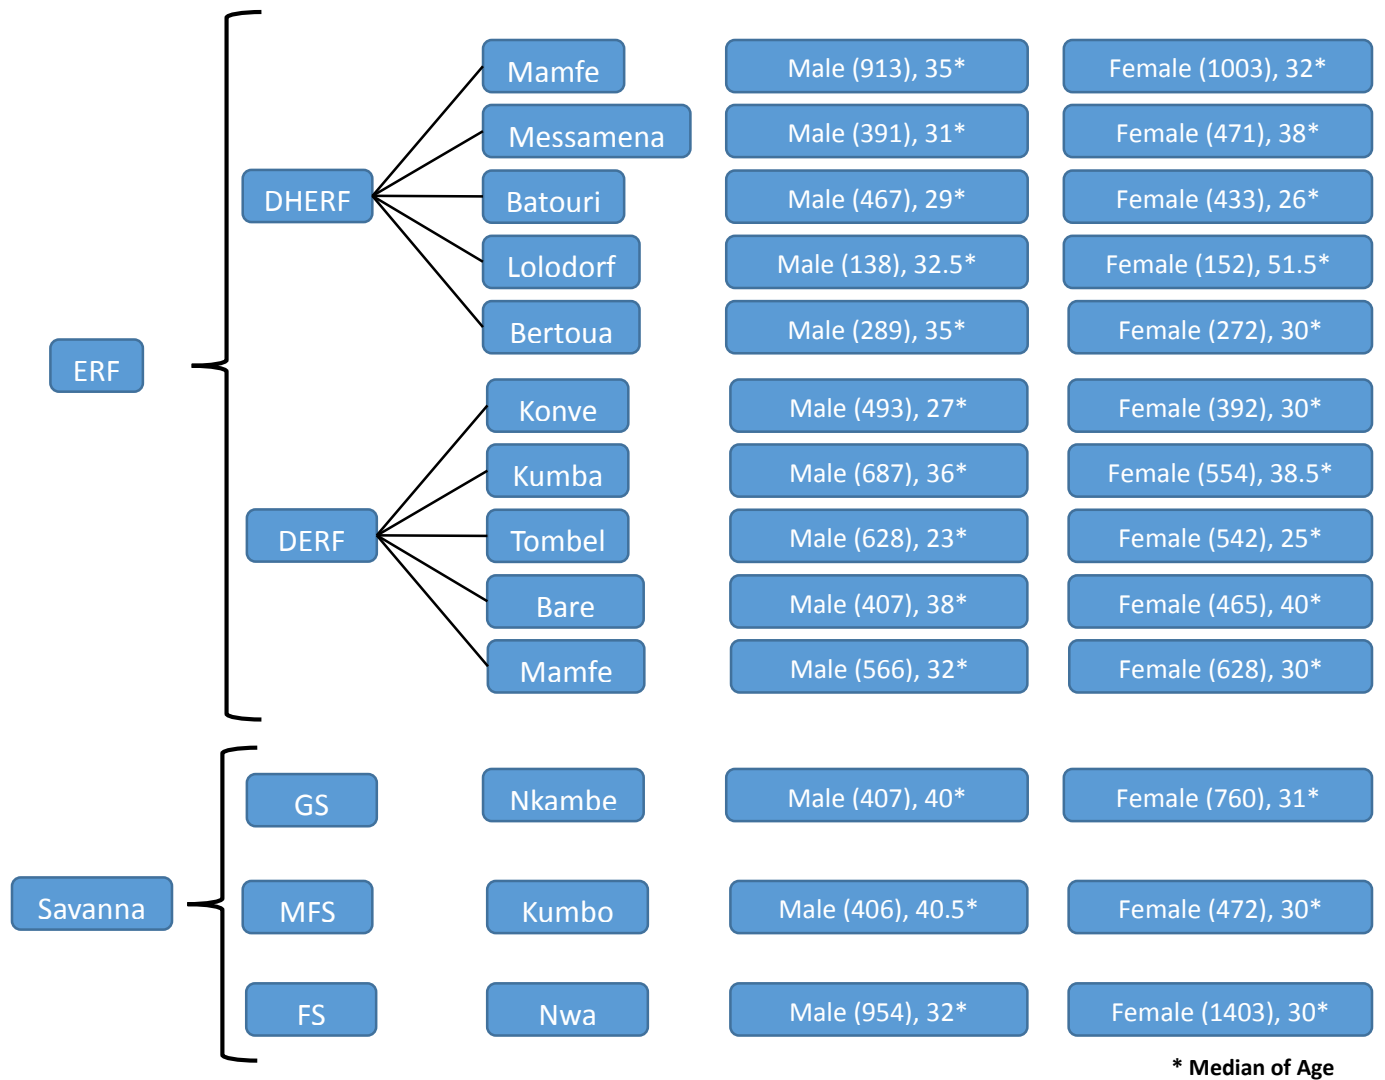 Mamfe Male (913), 35* Female (1003), 32*
Messamena Male (391), 31* Female (471), 38*
DHERF Batouri Male (467), 29* Female (433), 26*
Lolodorf Male (138), 32.5* Female (152), 51.5*
Bertoua Male (289), 35* Female (272), 30*
ERF
Konve Male (493), 27* Female (392), 30*
Kumba Male (687), 36* Female (554), 38.5*
DERF Tombel Male (628), 23* Female (542), 25*
Bare Male (407), 38* Female (465), 40*
Mamfe Male (566), 32* Female (628), 30*
GS Nkambe Male (407), 40* Female (760), 31*
Savanna MFS Kumbo Male (406), 40.5* Female (472), 30*
FS Nwa Male (954), 32* Female (1403), 30*
* Median of Age